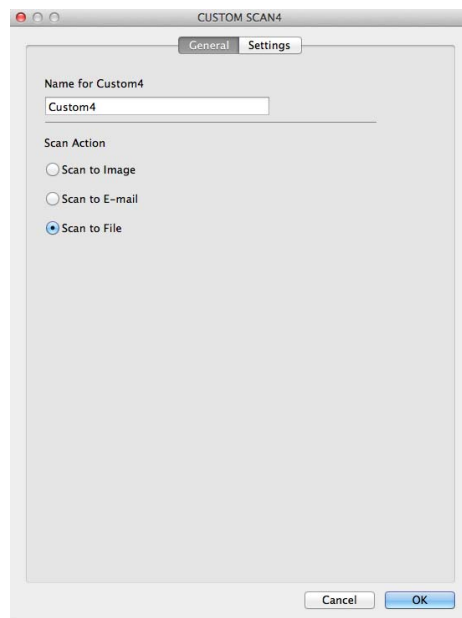 CUSTOM SCAN4
General Settings
Name for Custom4
Custom4
Scan Action
Scan to Image
Scan to E-mail
Scan to File
Cancel OK